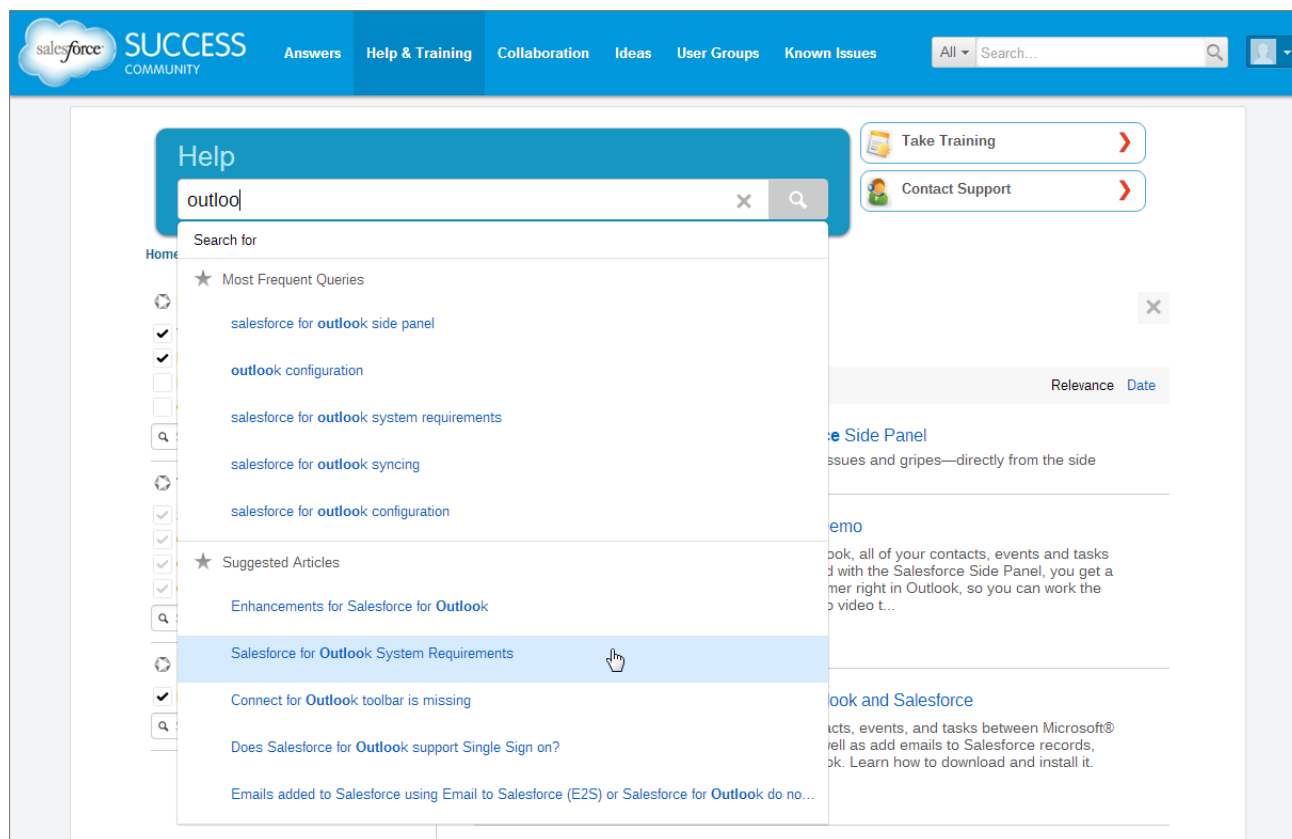 salesforce
SUCCESS
COMMUNITY
Answers
Help & Training
Collaboration
Ideas
User Groups
Known Issues
All
Search...
Help
outloo
Take Training
Contact Support
Home
Search for
Most Frequent Queries
salesforce for outlook side panel
outlook configuration
salesforce for outlook system requirements
salesforce for outlook syncing
salesforce for outlook configuration
Suggested Articles
Enhancements for Salesforce for Outlook
Salesforce for Outlook System Requirements
Connect for Outlook toolbar is missing
Does Salesforce for Outlook support Single Sign on?
Emails added to Salesforce using Email to Salesforce (E2S) or Salesforce for Outlook do no...
Relevance Date
e Side Panel
ssues and gripes—directly from the side
emo
ook, all of your contacts, events and tasks
d with the Salesforce Side Panel, you get a
mer right in Outlook, so you can work the
video t...
ook and Salesforce
acts, events, and tasks between Microsoft®
ell as add emails to Salesforce records,
ok. Learn how to download and install it.